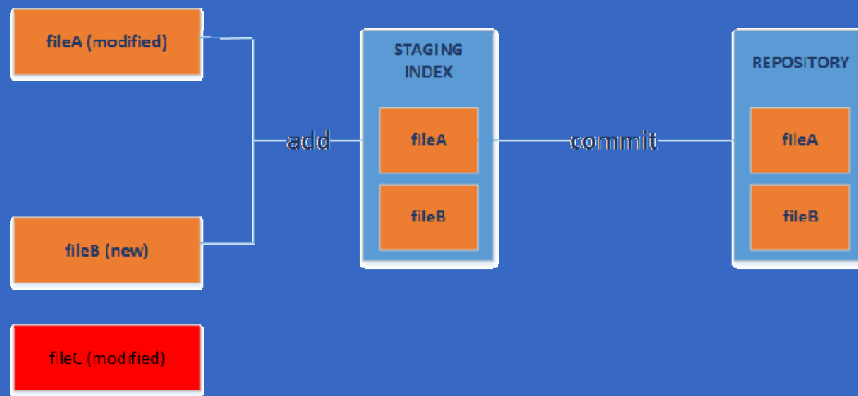 fileA (modified)
STAGING
INDEX
REPOSITORY
add
fileA
commit
fileA
fileB
fileB
fileB (new)
fileC (modified)